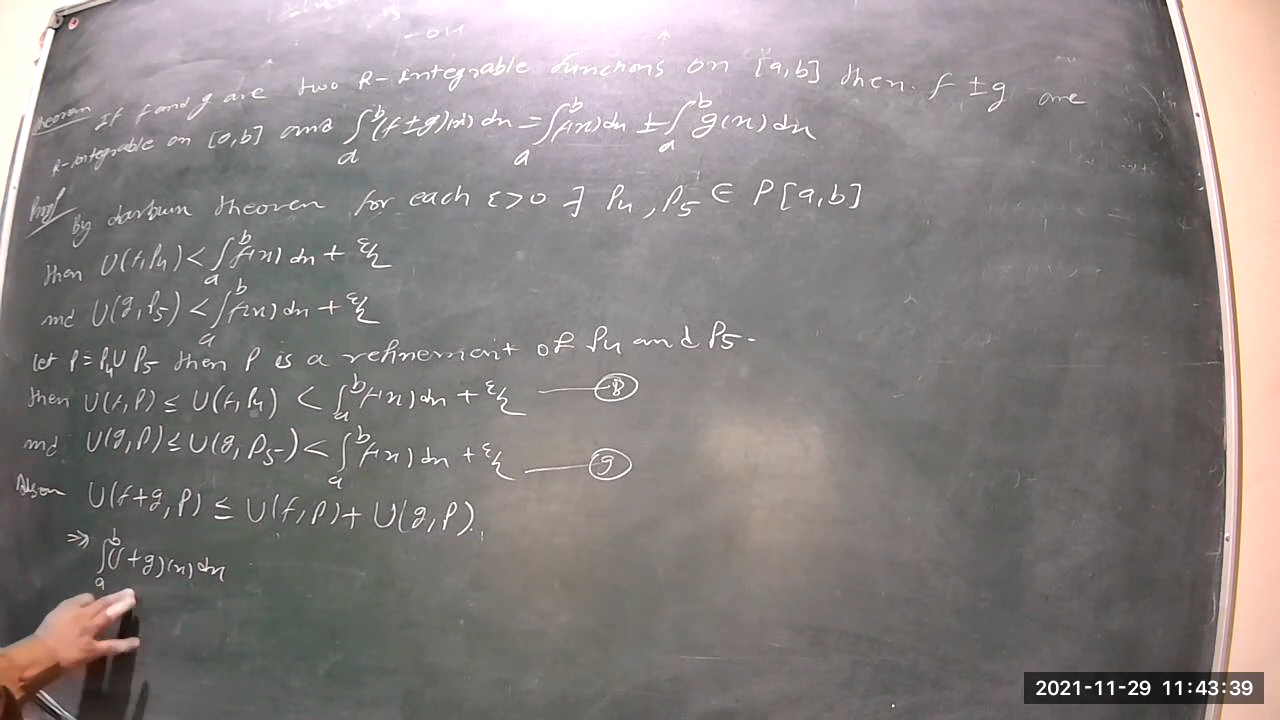 Theorem If f and g are two R-integrable functions on [a,b] then f ± g are
R-integrable on [a,b] and ∫_a^b (f±g)(x) dx = ∫_a^b f(x) dx ± ∫_a^b g(x) dx
Proof By darbuux theorem for each ε>0 ∃ P₄, P₅ ∈ P[a,b]
then U(f,P₄) < ∫_a^b f(x) dx + ε/2
and U(g,P₅) < ∫_a^b f(x) dx + ε/2
let P = P₄ ∪ P₅ then P is a refinement of P₄ and P₅.
then U(f,P) ≤ U(f,P₄) < ∫_a^b f(x) dx + ε/2 — ⑧
and U(g,P) ≤ U(g,P₅) < ∫_a^b f(x) dx + ε/2 — ⑨
U(f+g,P) ≤ U(f,P) + U(g,P).
⇒ ∫_a^b (f+g)(x) dx
2021-11-29 11:43:39